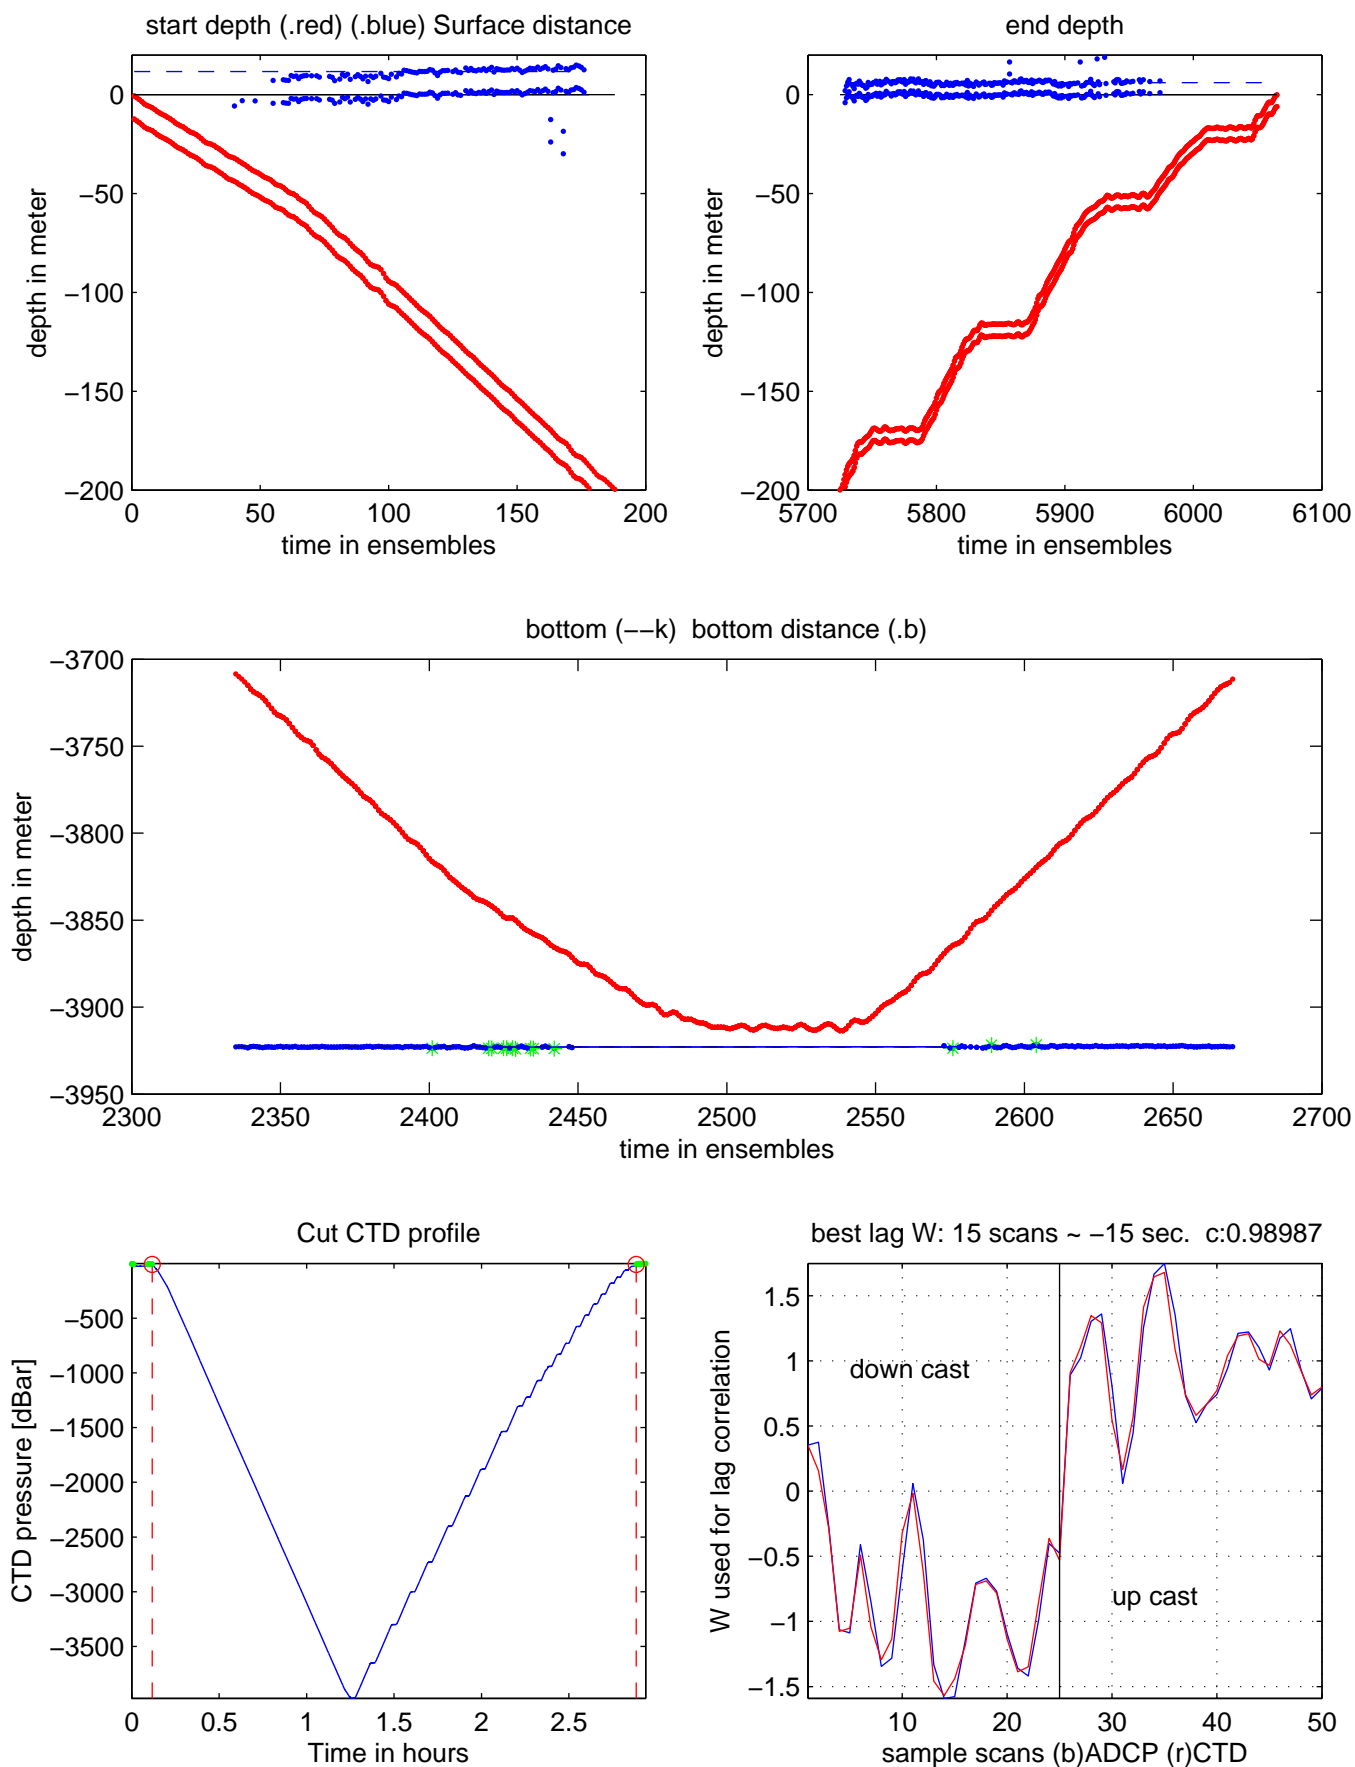 start depth (.red) (.blue) Surface distance
0
−50
−100
−150
−200
depth in meter
0 50 100 150 200
time in ensembles
end depth
0
−50
−100
−150
−200
depth in meter
5700 5800 5900 6000 6100
time in ensembles
bottom (−−k)  bottom distance (.b)
−3700
−3750
−3800
−3850
−3900
−3950
depth in meter
2300 2350 2400 2450 2500 2550 2600 2650 2700
time in ensembles
Cut CTD profile
−500
−1000
−1500
−2000
−2500
−3000
−3500
CTD pressure [dBar]
0 0.5 1 1.5 2 2.5
Time in hours
best lag W: 15 scans ~ −15 sec.  c:0.98987
1.5
1
0.5
0
−0.5
−1
−1.5
W used for lag correlation
down cast
up cast
10 20 30 40 50
sample scans (b)ADCP (r)CTD